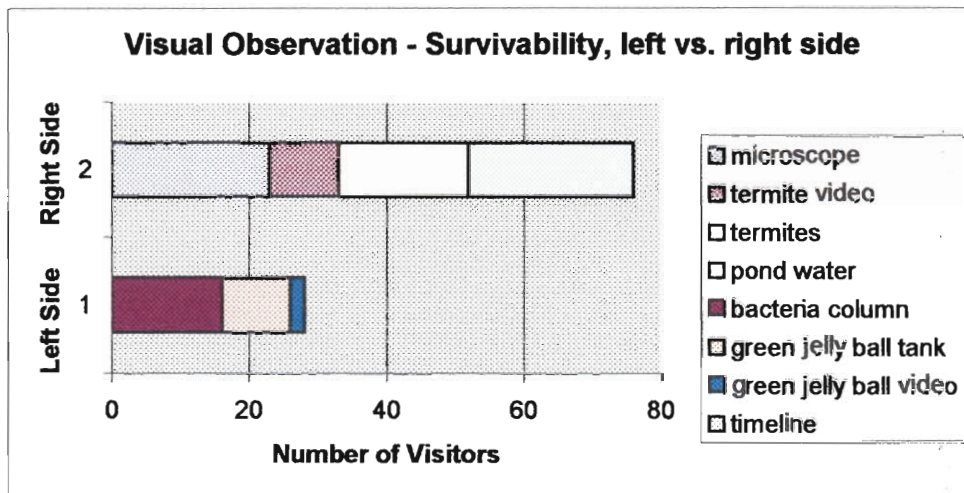 Visual Observation - Survivability, left vs. right side
Right Side
2
Left Side
1
0 20 40 60 80
Number of Visitors
microscope
termite video
termites
pond water
bacteria column
green jelly ball tank
green jelly ball video
timeline